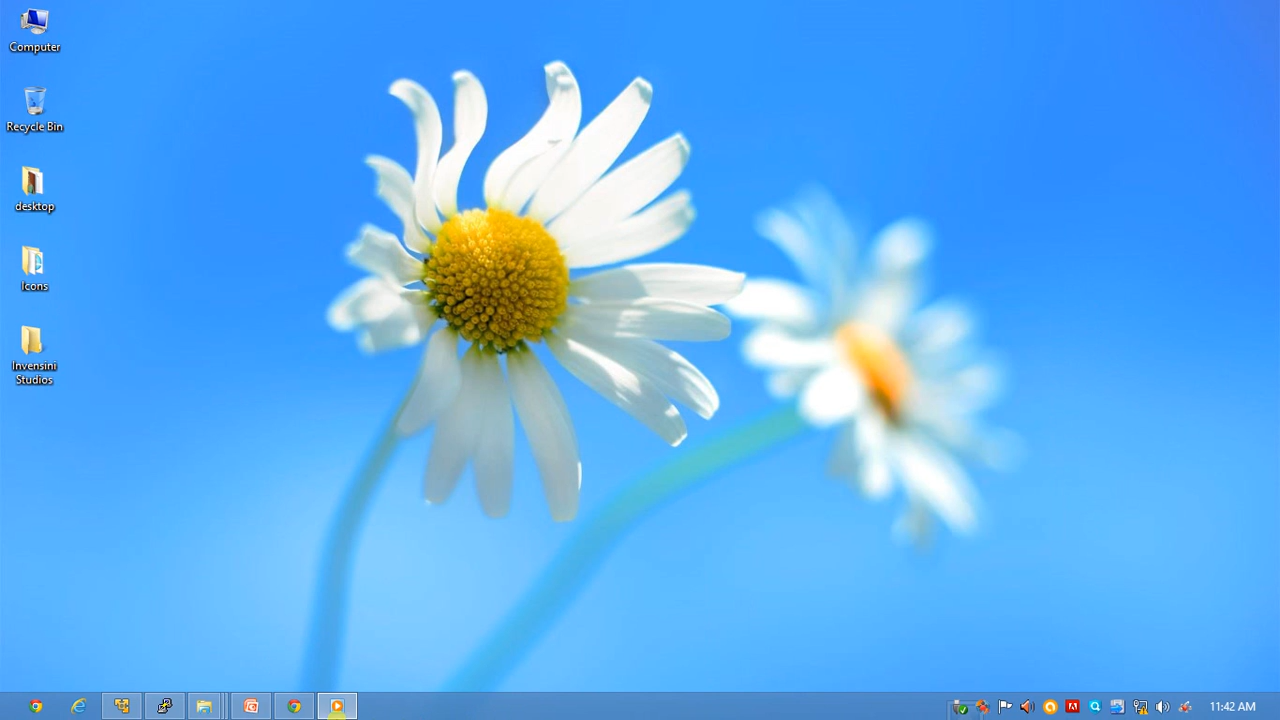 Computer
Recycle Bin
desktop
Icons
Invensini
Studios
11:42 AM